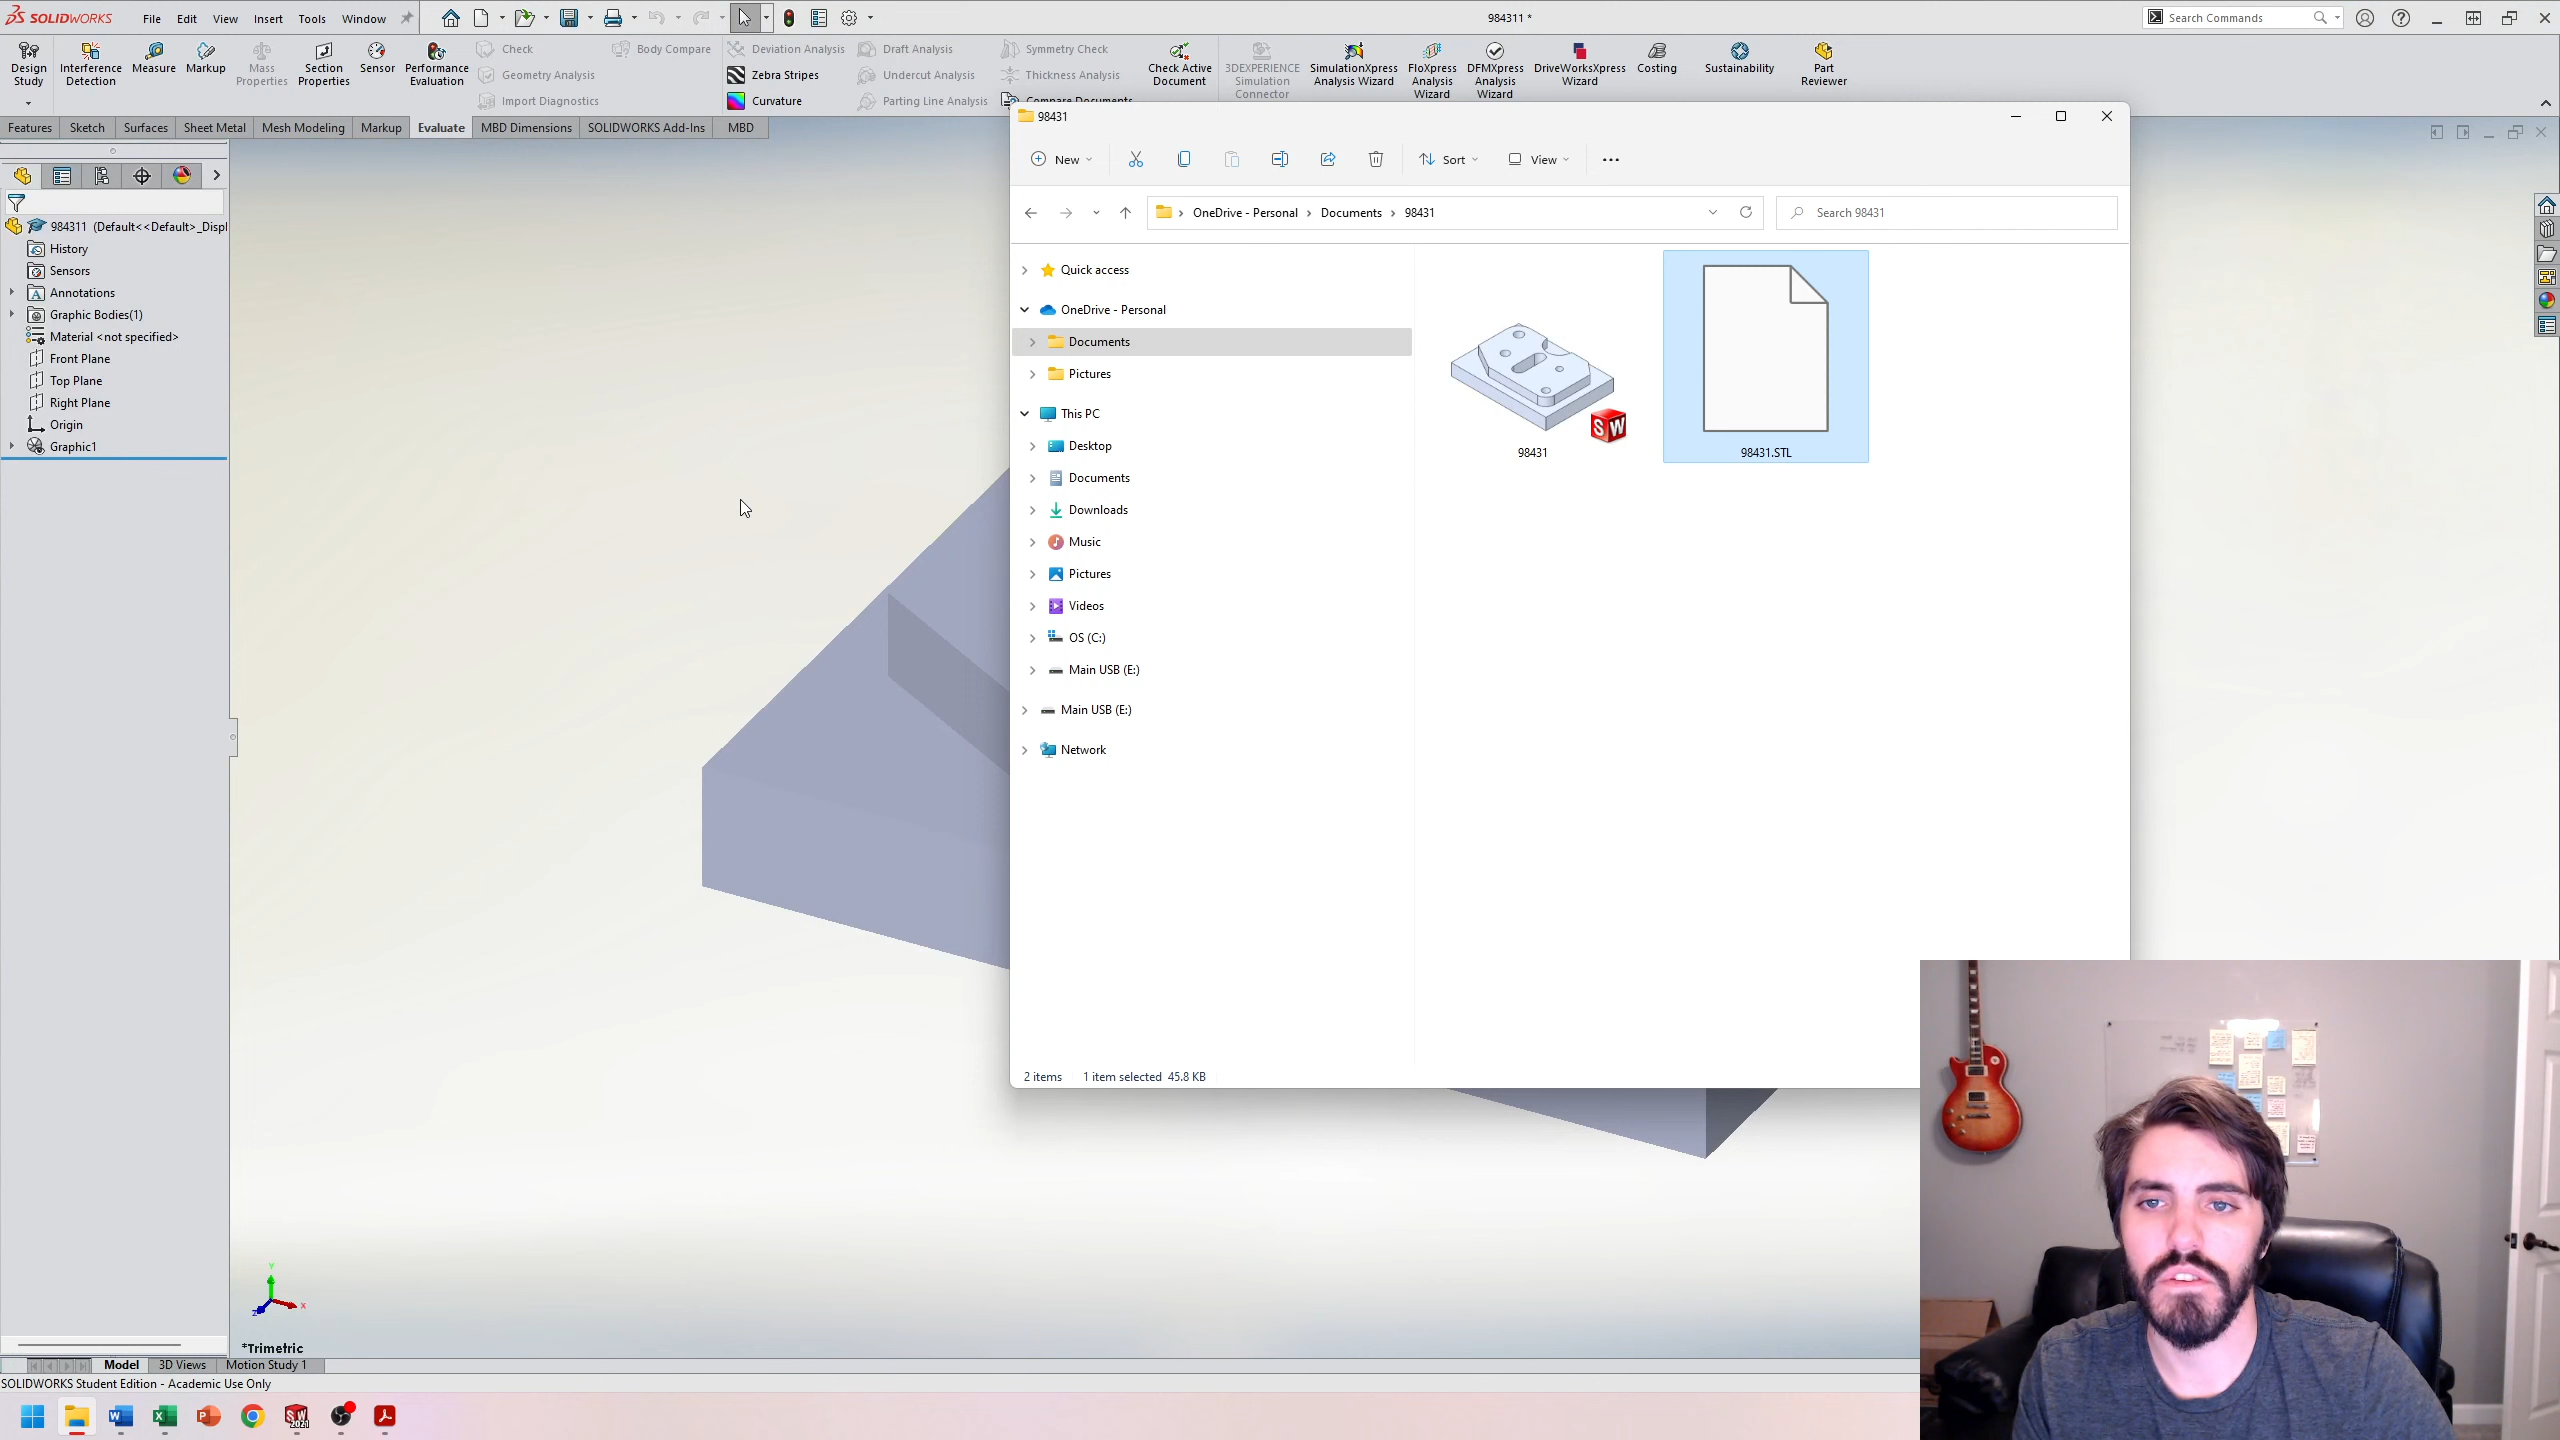 SOLIDWORKS File Edit View Insert Tools Window 984311 * Search Commands
Design Study
Interference Detection
Measure
Markup
Mass Properties
Section Properties
Sensor
Performance Evaluation
Check
Geometry Analysis
Import Diagnostics
Body Compare
Deviation Analysis
Zebra Stripes
Curvature
Draft Analysis
Undercut Analysis
Parting Line Analysis
Symmetry Check
Thickness Analysis
Compare Documents
Check Active Document
3DEXPERIENCE Simulation Connector
SimulationXpress Analysis Wizard
FloXpress Analysis Wizard
DFMXpress Analysis Wizard
DriveWorksXpress Wizard
Costing
Sustainability
Part Reviewer
Features Sketch Surfaces Sheet Metal Mesh Modeling Markup Evaluate MBD Dimensions SOLIDWORKS Add-Ins MBD
984311 (Default<<Default>_Displ
History
Sensors
Annotations
Graphic Bodies(1)
Material <not specified>
Front Plane
Top Plane
Right Plane
Origin
Graphic1
98431
New Sort View
OneDrive - Personal Documents 98431 Search 98431
Quick access
OneDrive - Personal
Documents
Pictures
This PC
Desktop
Documents
Downloads
Music
Pictures
Videos
OS (C:)
Main USB (E:)
Main USB (E:)
Network
SW
98431 98431.STL
2 items 1 item selected 45.8 KB
Y
X
Z
*Trimetric
Model 3D Views Motion Study 1
SOLIDWORKS Student Edition - Academic Use Only
SW 2021